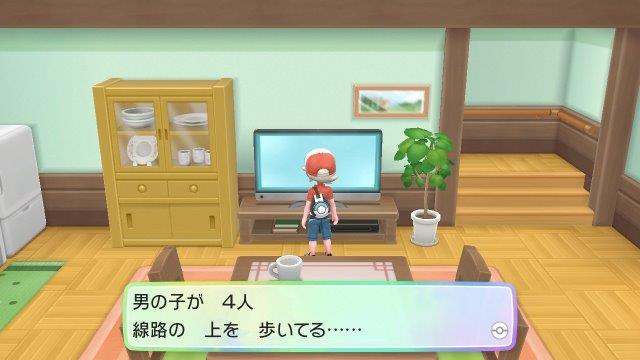 男の子が　４人
線路の　上を　歩いてる……